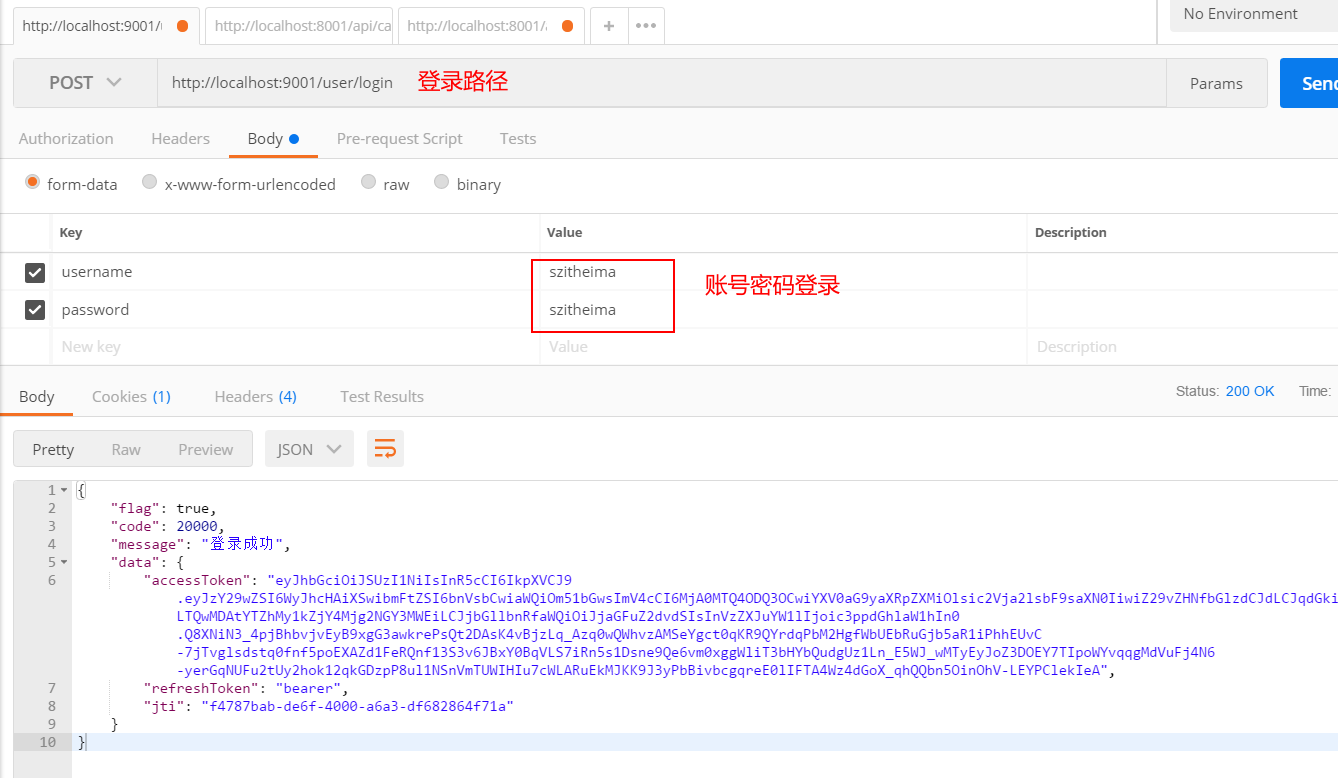 http://localhost:9001/u
http://localhost:8001/api/ca
http://localhost:8001/a
No Environment
POST
http://localhost:9001/user/login
登录路径
Params
Send
Authorization
Headers
Body
Pre-request Script
Tests
form-data
x-www-form-urlencoded
raw
binary
Key
Value
Description
username
szitheima
账号密码登录
password
szitheima
New key
Value
Description
Body
Cookies (1)
Headers (4)
Test Results
Status: 200 OK
Time:
Pretty
Raw
Preview
JSON
1 {
2 "flag": true,
3 "code": 20000,
4 "message": "登录成功",
5 "data": {
6 "accessToken": "eyJhbGciOiJSUzI1NiIsInR5cCI6IkpXVCJ9
.eyJzY29wZSI6WyJhcHAiXSwibmFtZSI6bnVsbCwiaWQiOm51bGwsImV4cCI6MjA0MTQ4ODQ3OCwiYXV0aG9yaXRpZXMiOlsic2Vja2lsbF9saXN0IiwiZ29vZHNfbGlzdCJdLCJqdGki
LTQwMDAtYTZhMy1kZjY4Mjg2NGY3MWEiLCJjbGllbnRfaWQiOiJjaGFuZ2dvdSIsInVzZXJuYW1lIjoic3ppdGhlaW1hIn0
.Q8XNiN3_4pjBhbvjvEyB9xgG3awkrePsQt2DAsK4vBjzLq_Azq0wQWhvzAMSeYgct0qKR9QYrdqPbM2HgfWbUEbRuGjb5aR1iPhhEUvC
-7jTvglsdstq0fnf5poEXAZd1FeRQnf13S3v6JBxY0BqVLS7iRn5s1Dsne9Qe6vm0xggWliT3bHYbQudgUz1Ln_E5WJ_wMTyEyJoZ3DOEY7TIpoWYvqqgMdVuFj4N6
-yerGqNUFu2tUy2hok12qkGDzpP8ul1NSnVmTUWIHIu7cWLARuEkMJKK9J3yPbBivbcgqreE0lIFTA4Wz4dGoX_qhQQbn5OinOhV-LEYPClekIeA",
7 "refreshToken": "bearer",
8 "jti": "f4787bab-de6f-4000-a6a3-df682864f71a"
9 }
10 }